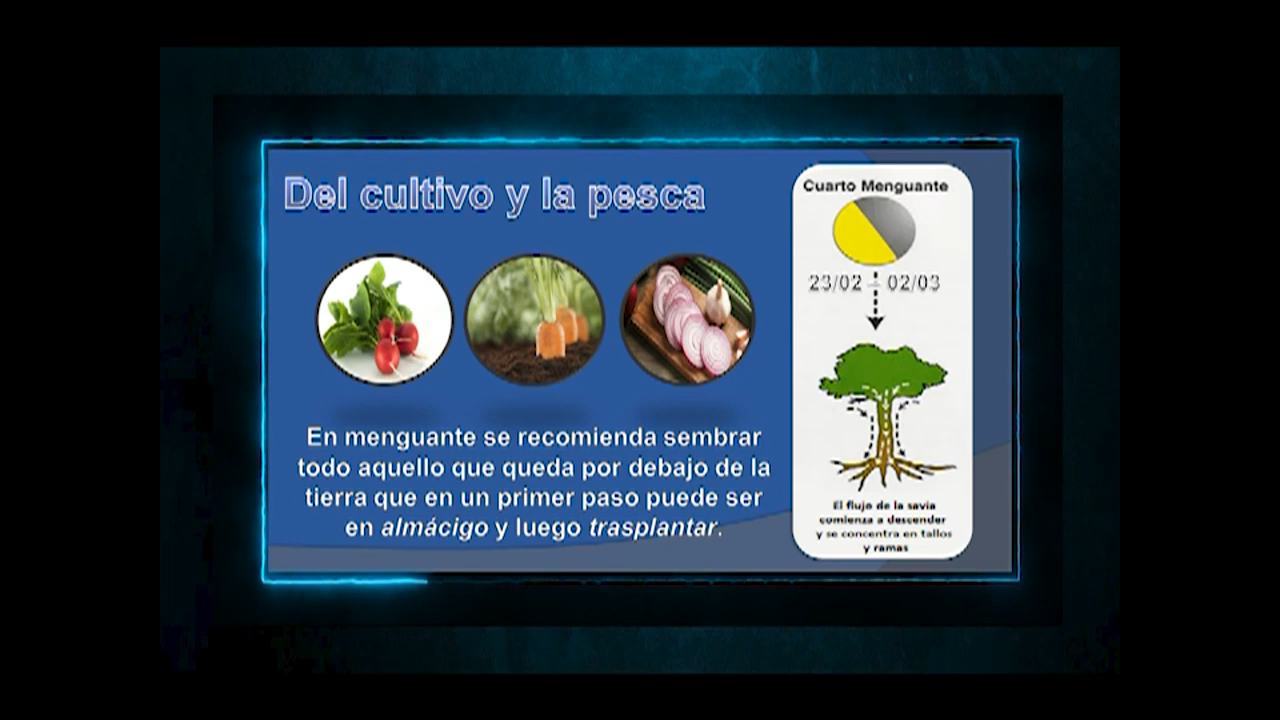 Del cultivo y la pesca
En menguante se recomienda sembrar
todo aquello que queda por debajo de la
tierra que en un primer paso puede ser
en almácigo y luego trasplantar.
Cuarto Menguante
23/02 - 02/03
El flujo de la savia
comienza a descender
y se concentra en tallos
y ramas